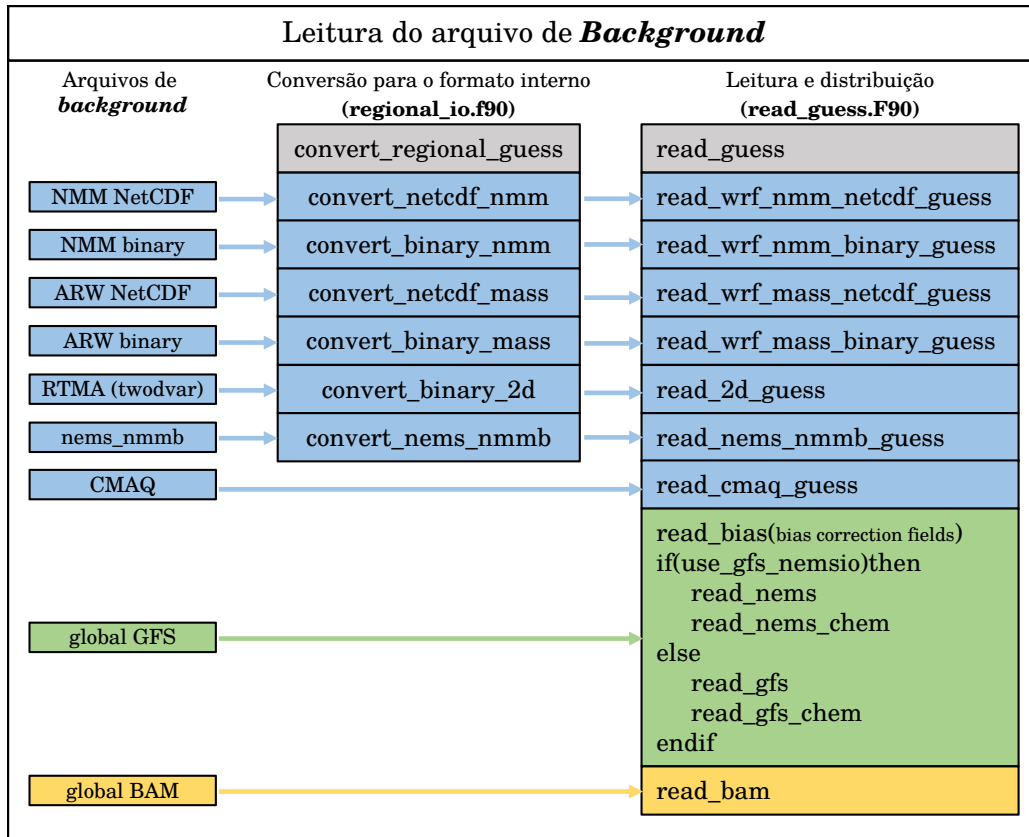 Leitura do arquivo de Background
Arquivos de
background
Conversão para o formato interno
(regional_io.f90)
Leitura e distribuição
(read_guess.F90)
convert_regional_guess
read_guess
NMM NetCDF
convert_netcdf_nmm
read_wrf_nmm_netcdf_guess
NMM binary
convert_binary_nmm
read_wrf_nmm_binary_guess
ARW NetCDF
convert_netcdf_mass
read_wrf_mass_netcdf_guess
ARW binary
convert_binary_mass
read_wrf_mass_binary_guess
RTMA (twodvar)
convert_binary_2d
read_2d_guess
nems_nmmb
convert_nems_nmmb
read_nems_nmmb_guess
CMAQ
read_cmaq_guess
global GFS
read_bias(bias correction fields)
if(use_gfs_nemsio)then
read_nems
read_nems_chem
else
read_gfs
read_gfs_chem
endif
global BAM
read_bam